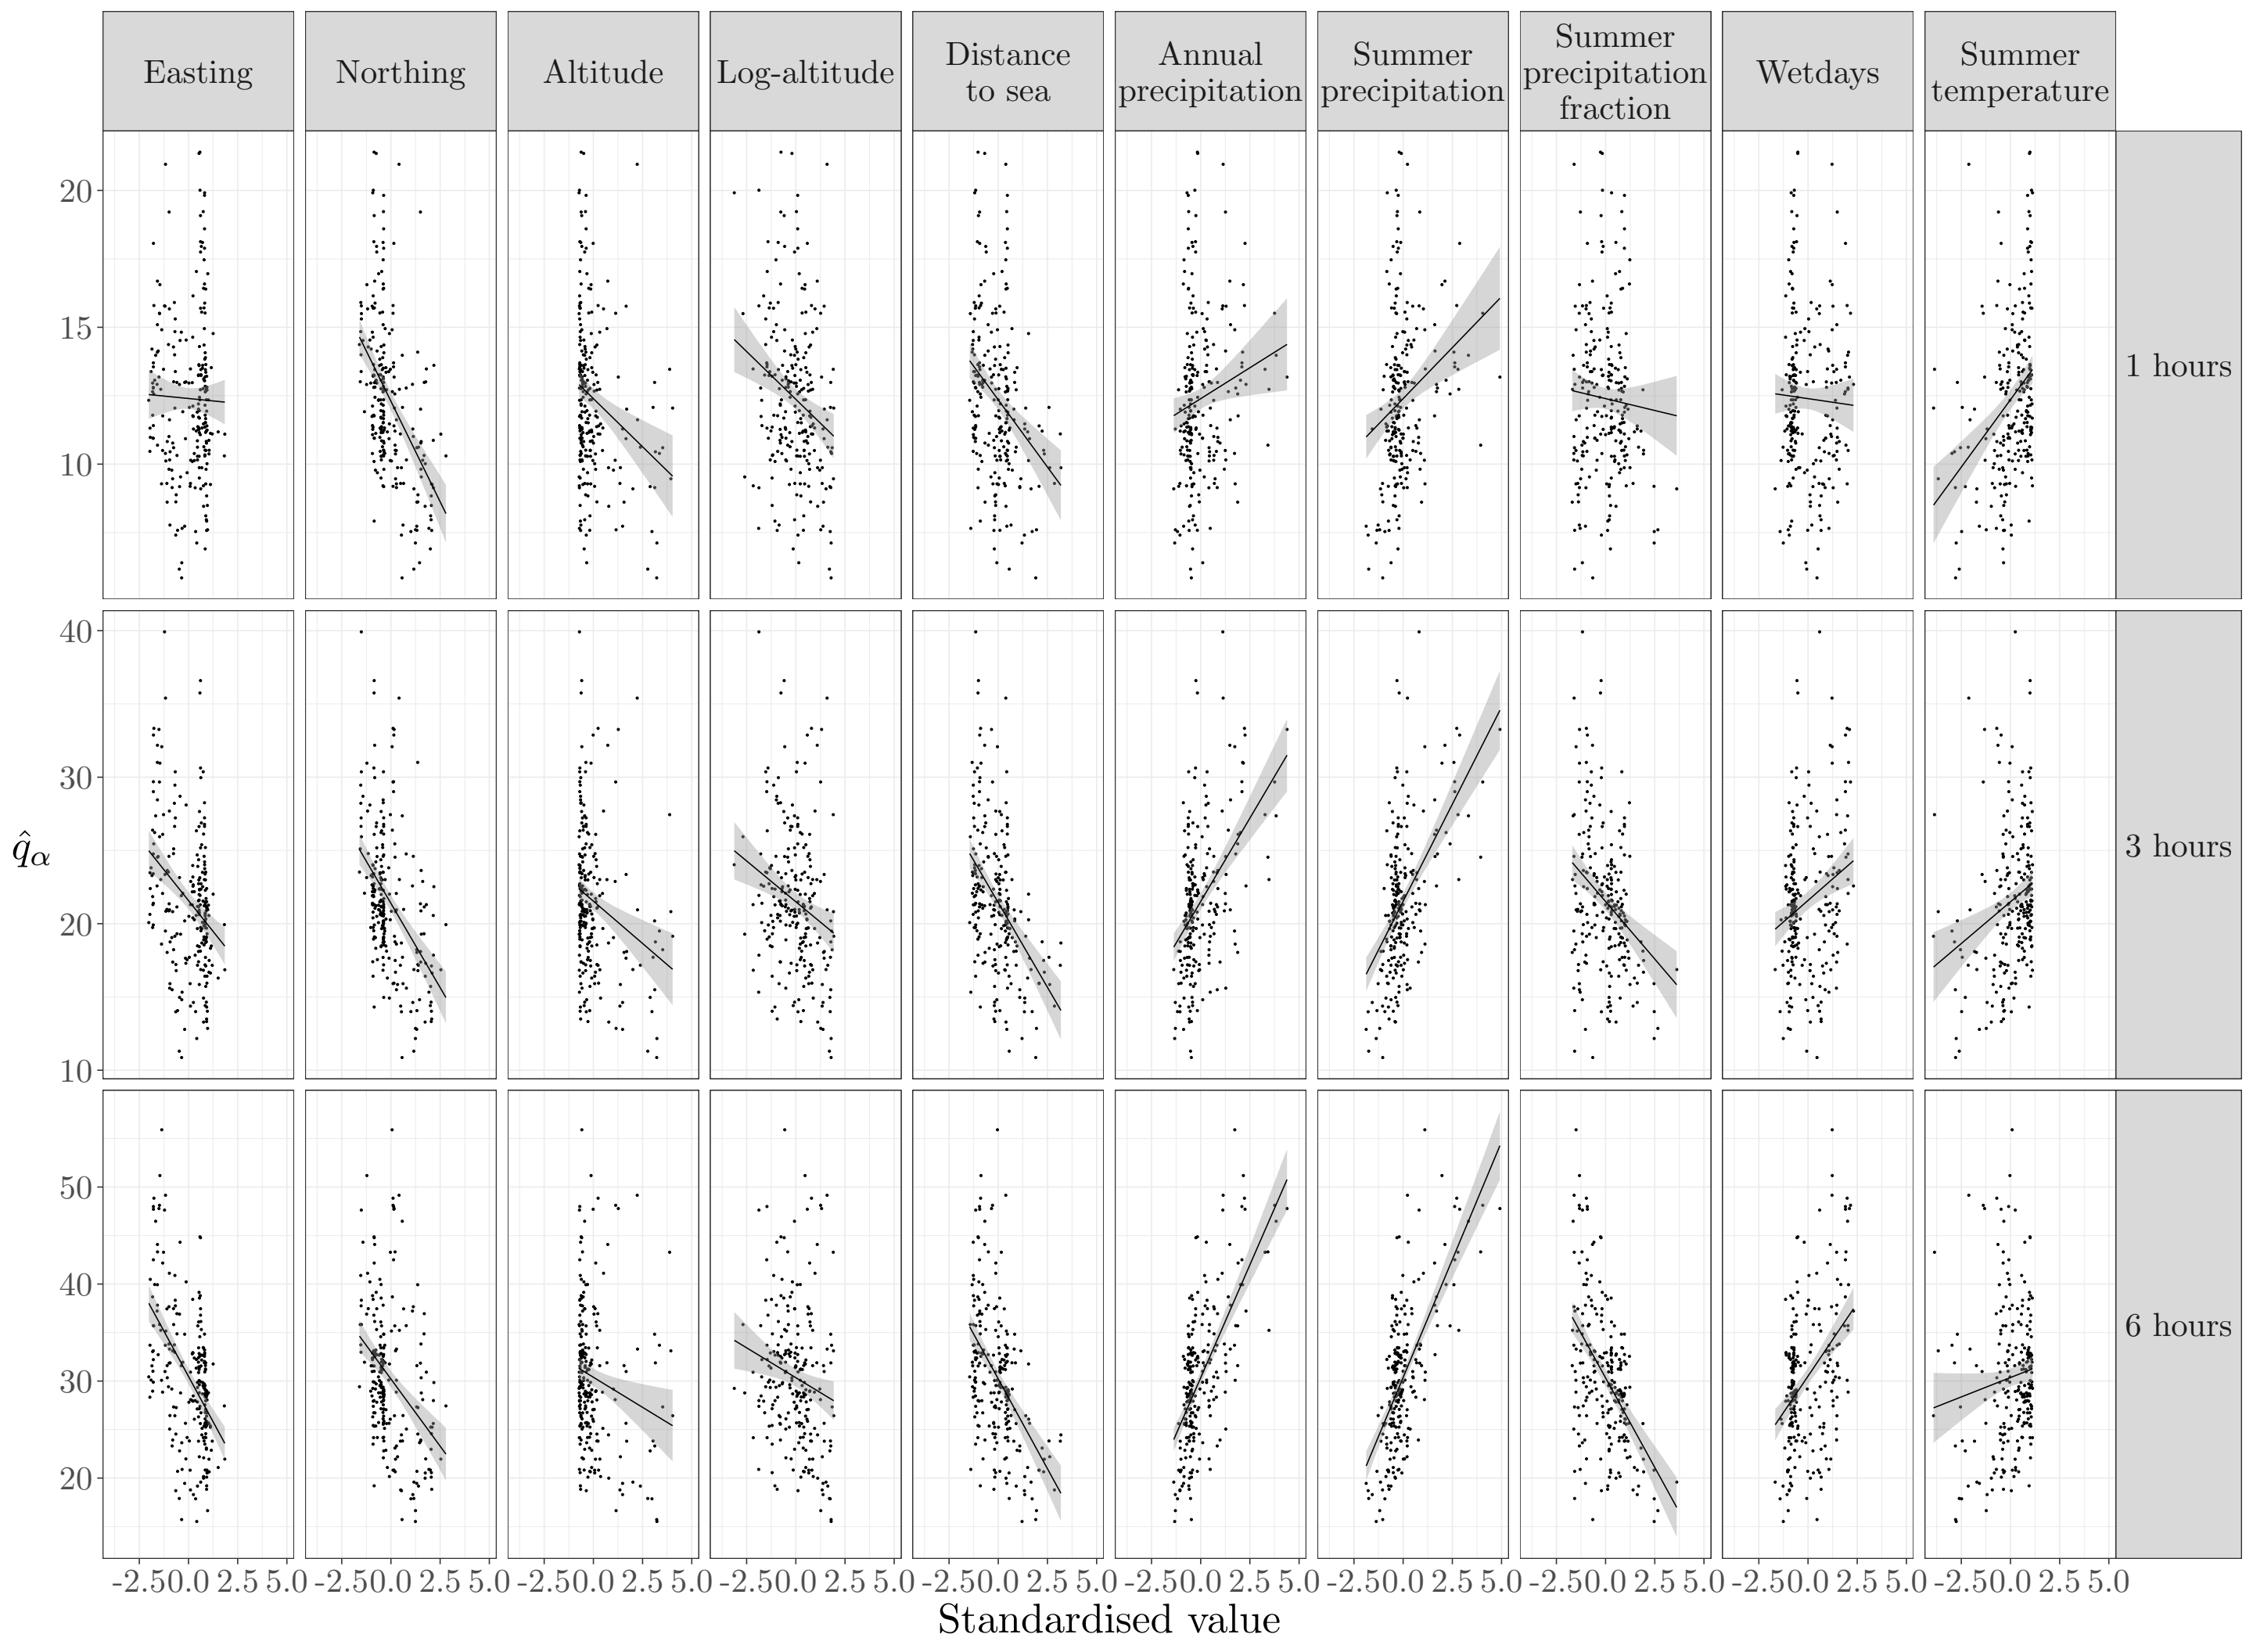 Easting
Northing
Altitude
Log-altitude
Distance
to sea
Annual
precipitation
Summer
precipitation
Summer
precipitation
fraction
Wetdays
Summer
temperature
20
15
10
1 hours
40
30
20
10
3 hours
q̂α
50
40
30
20
6 hours
-2.5 0.0 2.5 5.0 -2.5 0.0 2.5 5.0 -2.5 0.0 2.5 5.0 -2.5 0.0 2.5 5.0 -2.5 0.0 2.5 5.0 -2.5 0.0 2.5 5.0 -2.5 0.0 2.5 5.0 -2.5 0.0 2.5 5.0 -2.5 0.0 2.5 5.0 -2.5 0.0 2.5 5.0
Standardised value